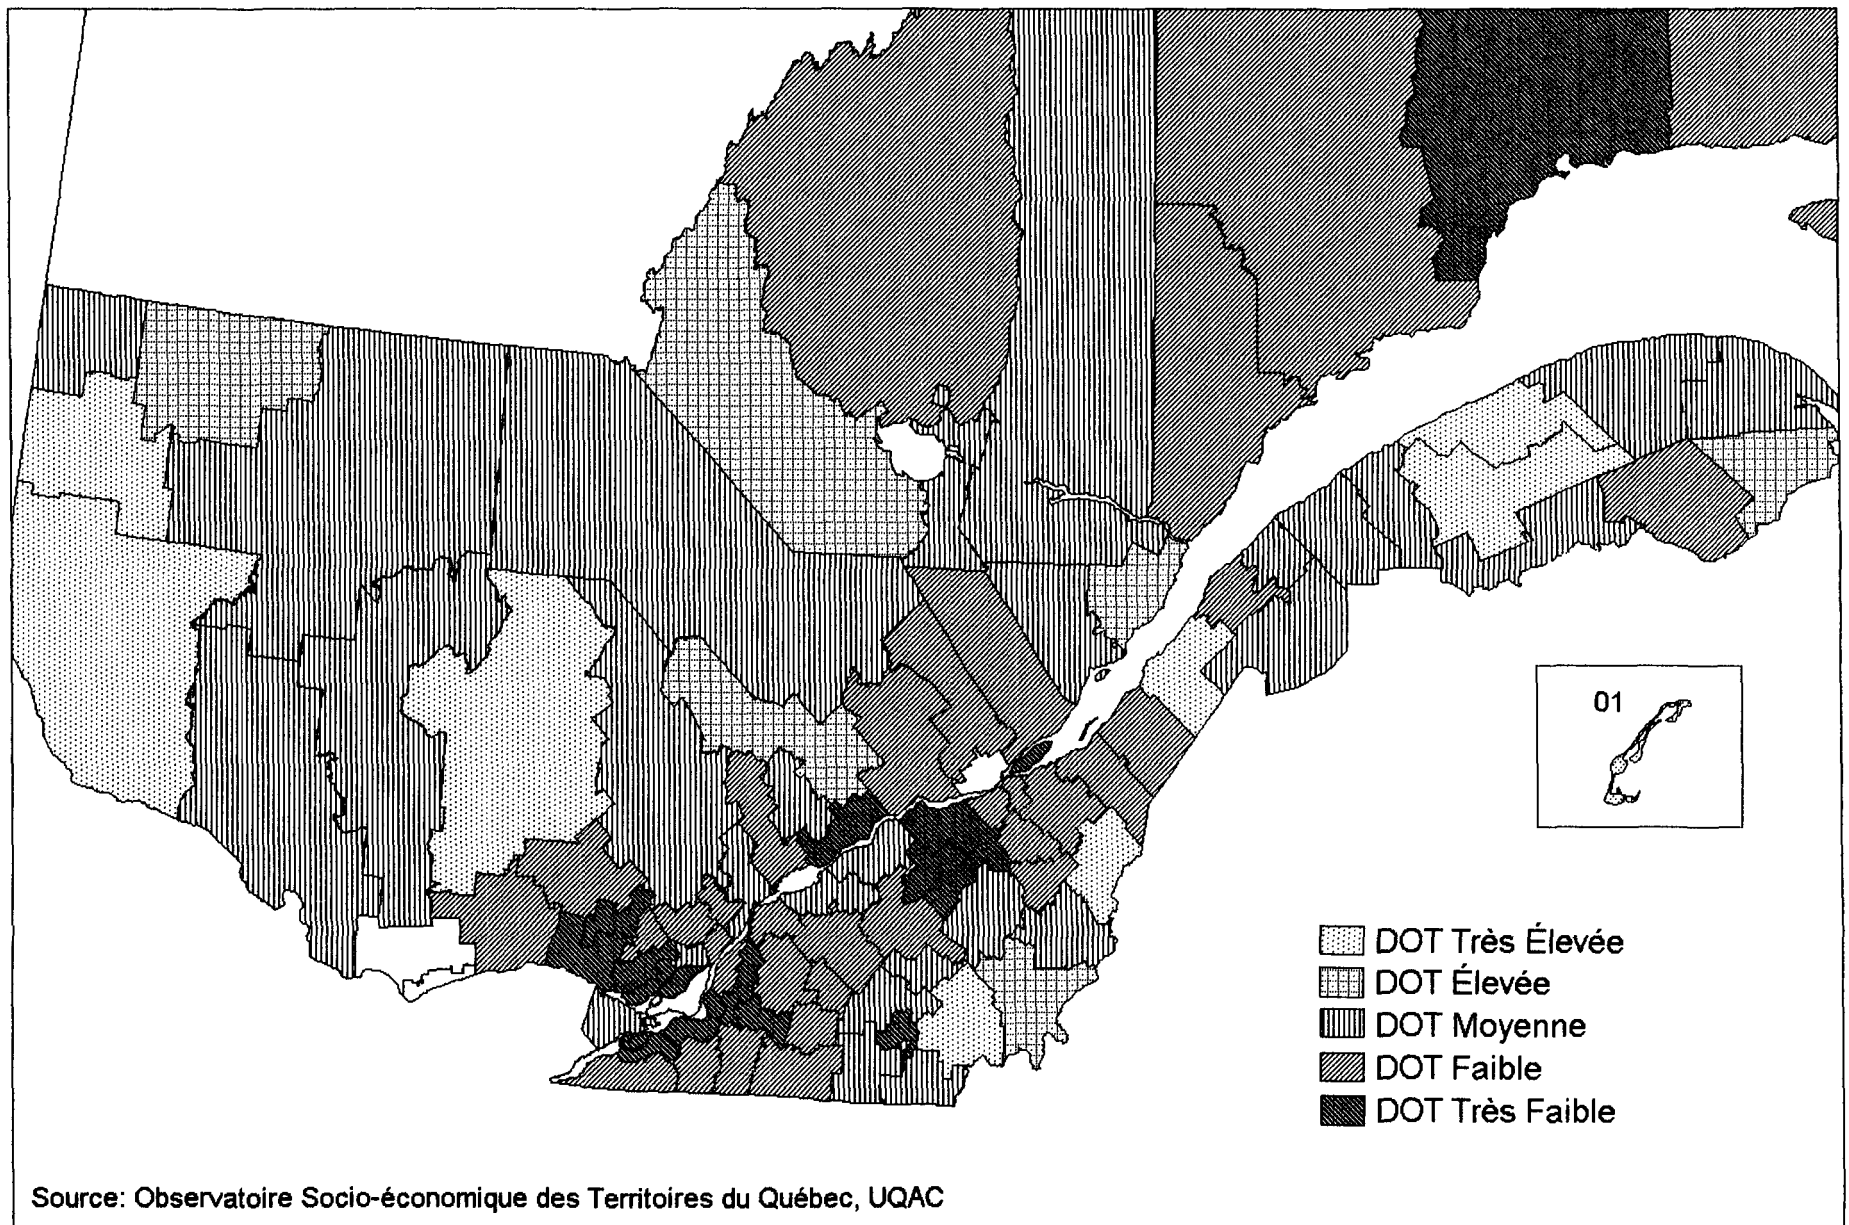 01
DOT Très Élevée
DOT Élevée
DOT Moyenne
DOT Faible
DOT Très Faible
Source: Observatoire Socio-économique des Territoires du Québec, UQAC